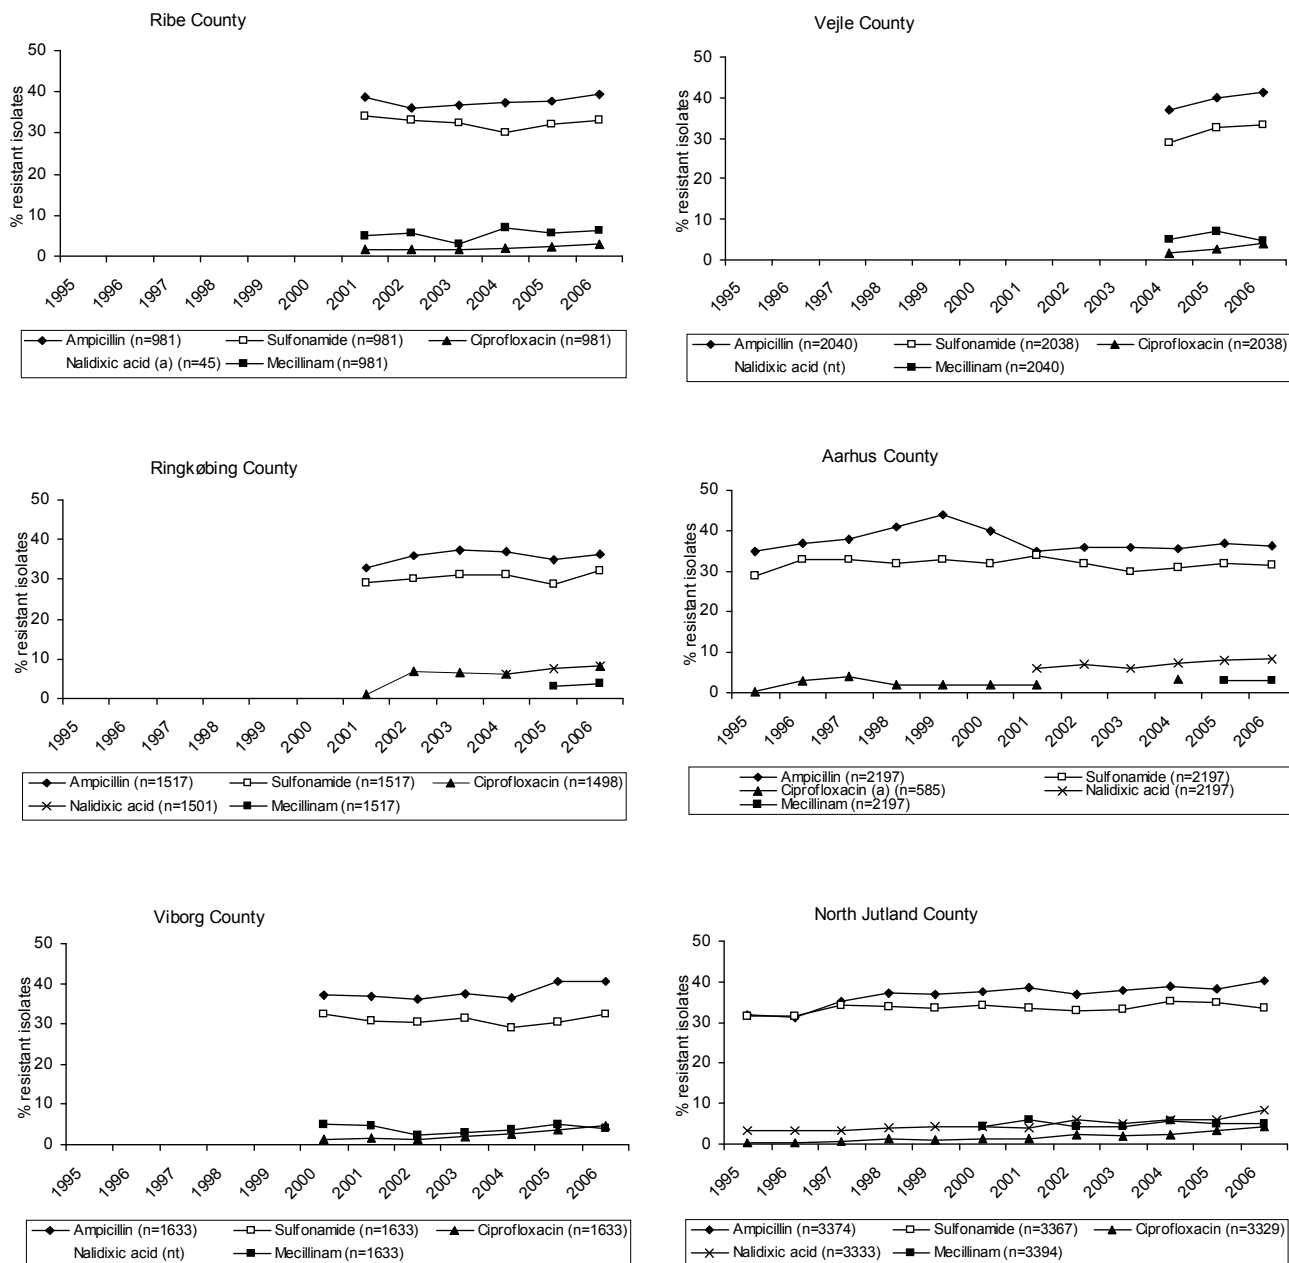 Ribe County
% resistant isolates
50
40
30
20
10
0
1995 1996 1997 1998 1999 2000 2001 2002 2003 2004 2005 2006
Ampicillin (n=981) Sulfonamide (n=981) Ciprofloxacin (n=981)
Nalidixic acid (a) (n=45) Mecillinam (n=981)
Vejle County
% resistant isolates
50
40
30
20
10
0
1995 1996 1997 1998 1999 2000 2001 2002 2003 2004 2005 2006
Ampicillin (n=2040) Sulfonamide (n=2038) Ciprofloxacin (n=2038)
Nalidixic acid (nt) Mecillinam (n=2040)
Ringkøbing County
% resistant isolates
50
40
30
20
10
0
1995 1996 1997 1998 1999 2000 2001 2002 2003 2004 2005 2006
Ampicillin (n=1517) Sulfonamide (n=1517) Ciprofloxacin (n=1498)
Nalidixic acid (n=1501) Mecillinam (n=1517)
Aarhus County
% resistant isolates
50
40
30
20
10
0
1995 1996 1997 1998 1999 2000 2001 2002 2003 2004 2005 2006
Ampicillin (n=2197) Sulfonamide (n=2197)
Ciprofloxacin (a) (n=585) Nalidixic acid (n=2197)
Mecillinam (n=2197)
Viborg County
% resistant isolates
50
40
30
20
10
0
1995 1996 1997 1998 1999 2000 2001 2002 2003 2004 2005 2006
Ampicillin (n=1633) Sulfonamide (n=1633) Ciprofloxacin (n=1633)
Nalidixic acid (nt) Mecillinam (n=1633)
North Jutland County
% resistant isolates
50
40
30
20
10
0
1995 1996 1997 1998 1999 2000 2001 2002 2003 2004 2005 2006
Ampicillin (n=3374) Sulfonamide (n=3367) Ciprofloxacin (n=3329)
Nalidixic acid (n=3333) Mecillinam (n=3394)